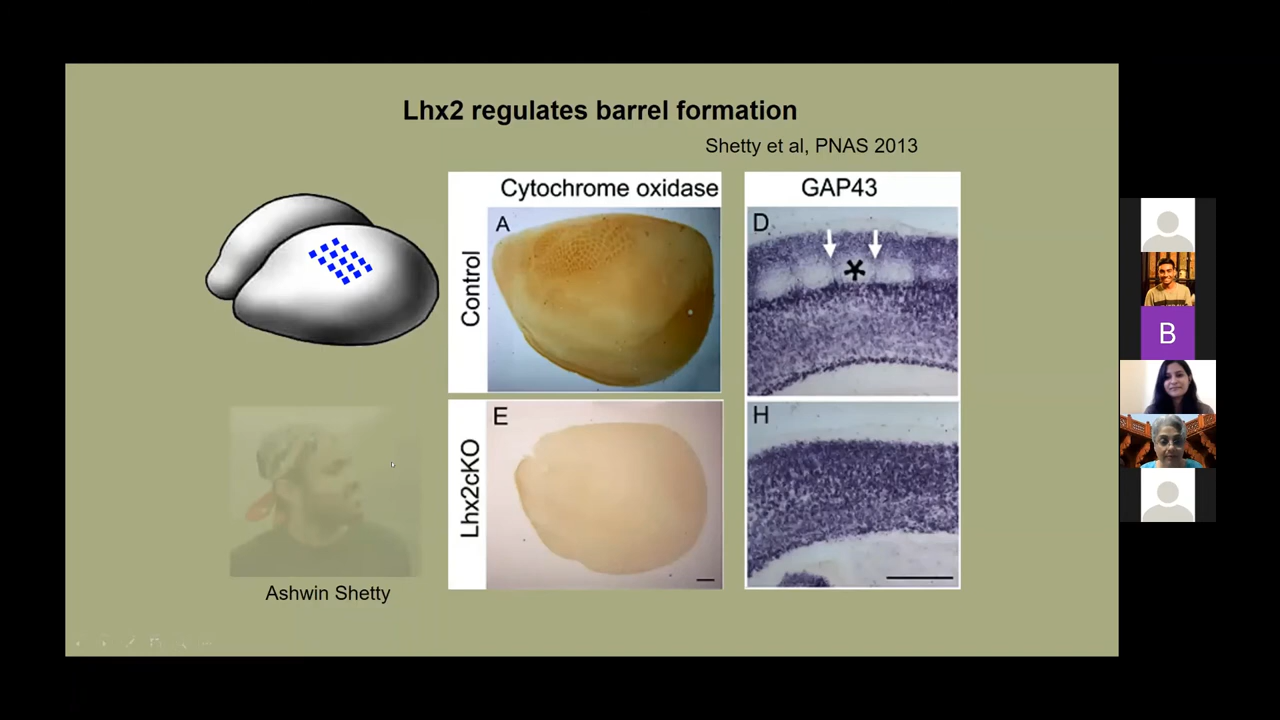 Lhx2 regulates barrel formation
Shetty et al, PNAS 2013
Cytochrome oxidase
GAP43
Control
A
D
*
Lhx2cKO
E
H
Ashwin Shetty
B